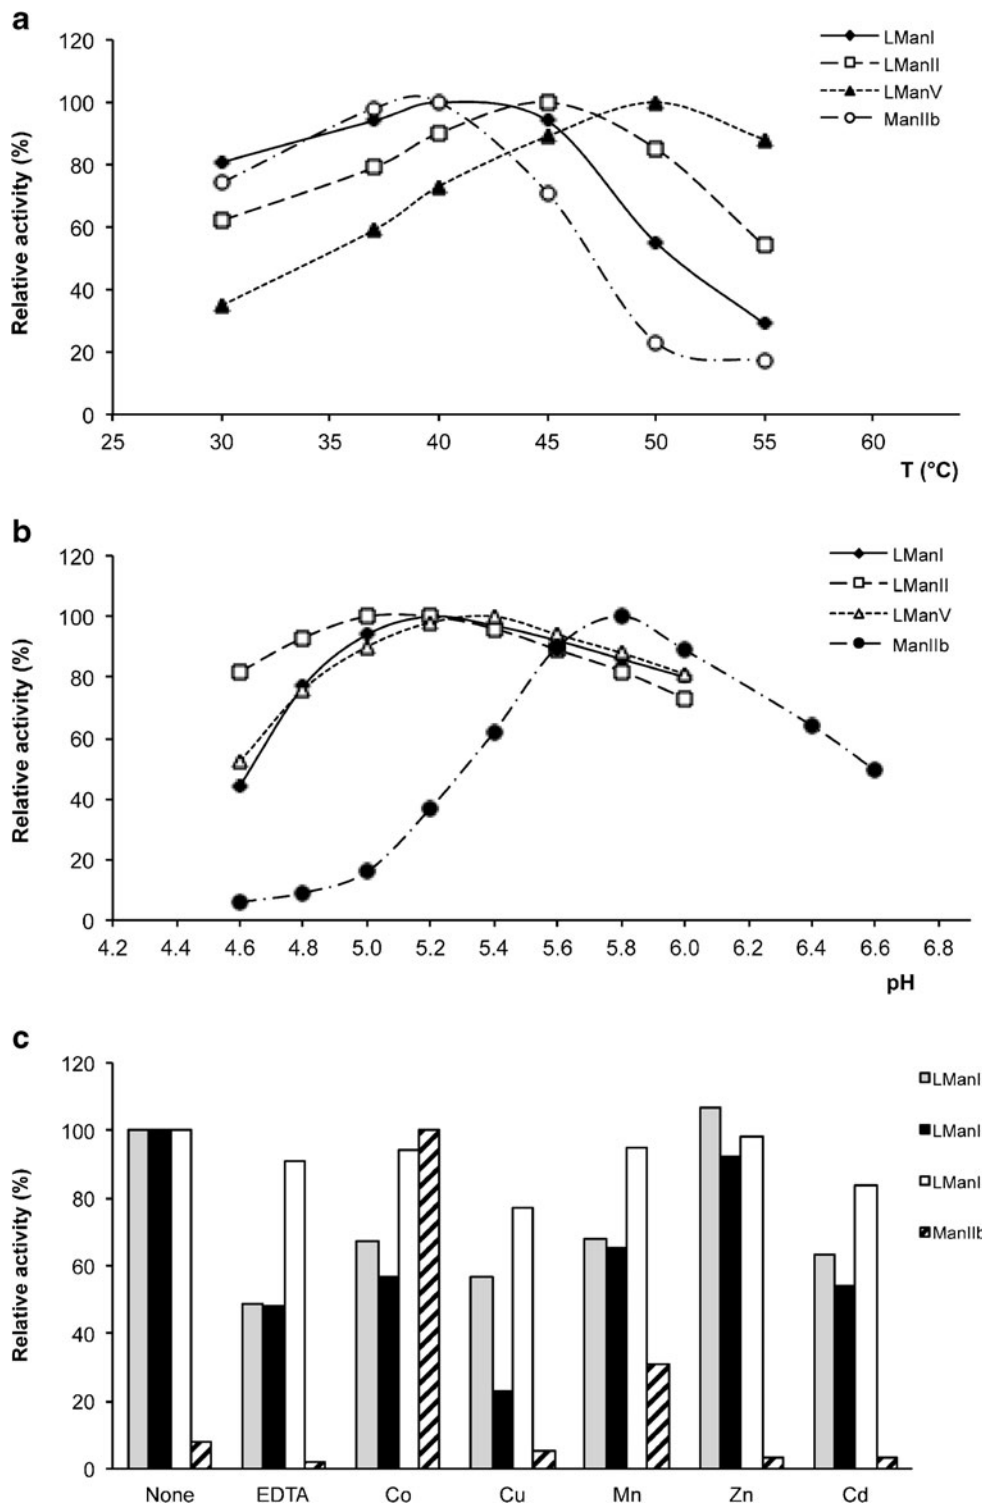 a
120
100
80
60
40
20
0
Relative activity (%)
25 30 35 40 45 50 55 60
T (°C)
LManI
LManII
LManV
ManIIb
b
120
100
80
60
40
20
0
Relative activity (%)
4.2 4.4 4.6 4.8 5.0 5.2 5.4 5.6 5.8 6.0 6.2 6.4 6.6 6.8
pH
LManI
LManII
LManV
ManIIb
c
120
100
80
60
40
20
0
Relative activity (%)
None EDTA Co Cu Mn Zn Cd
LManI
LManI
LManI
ManIIb